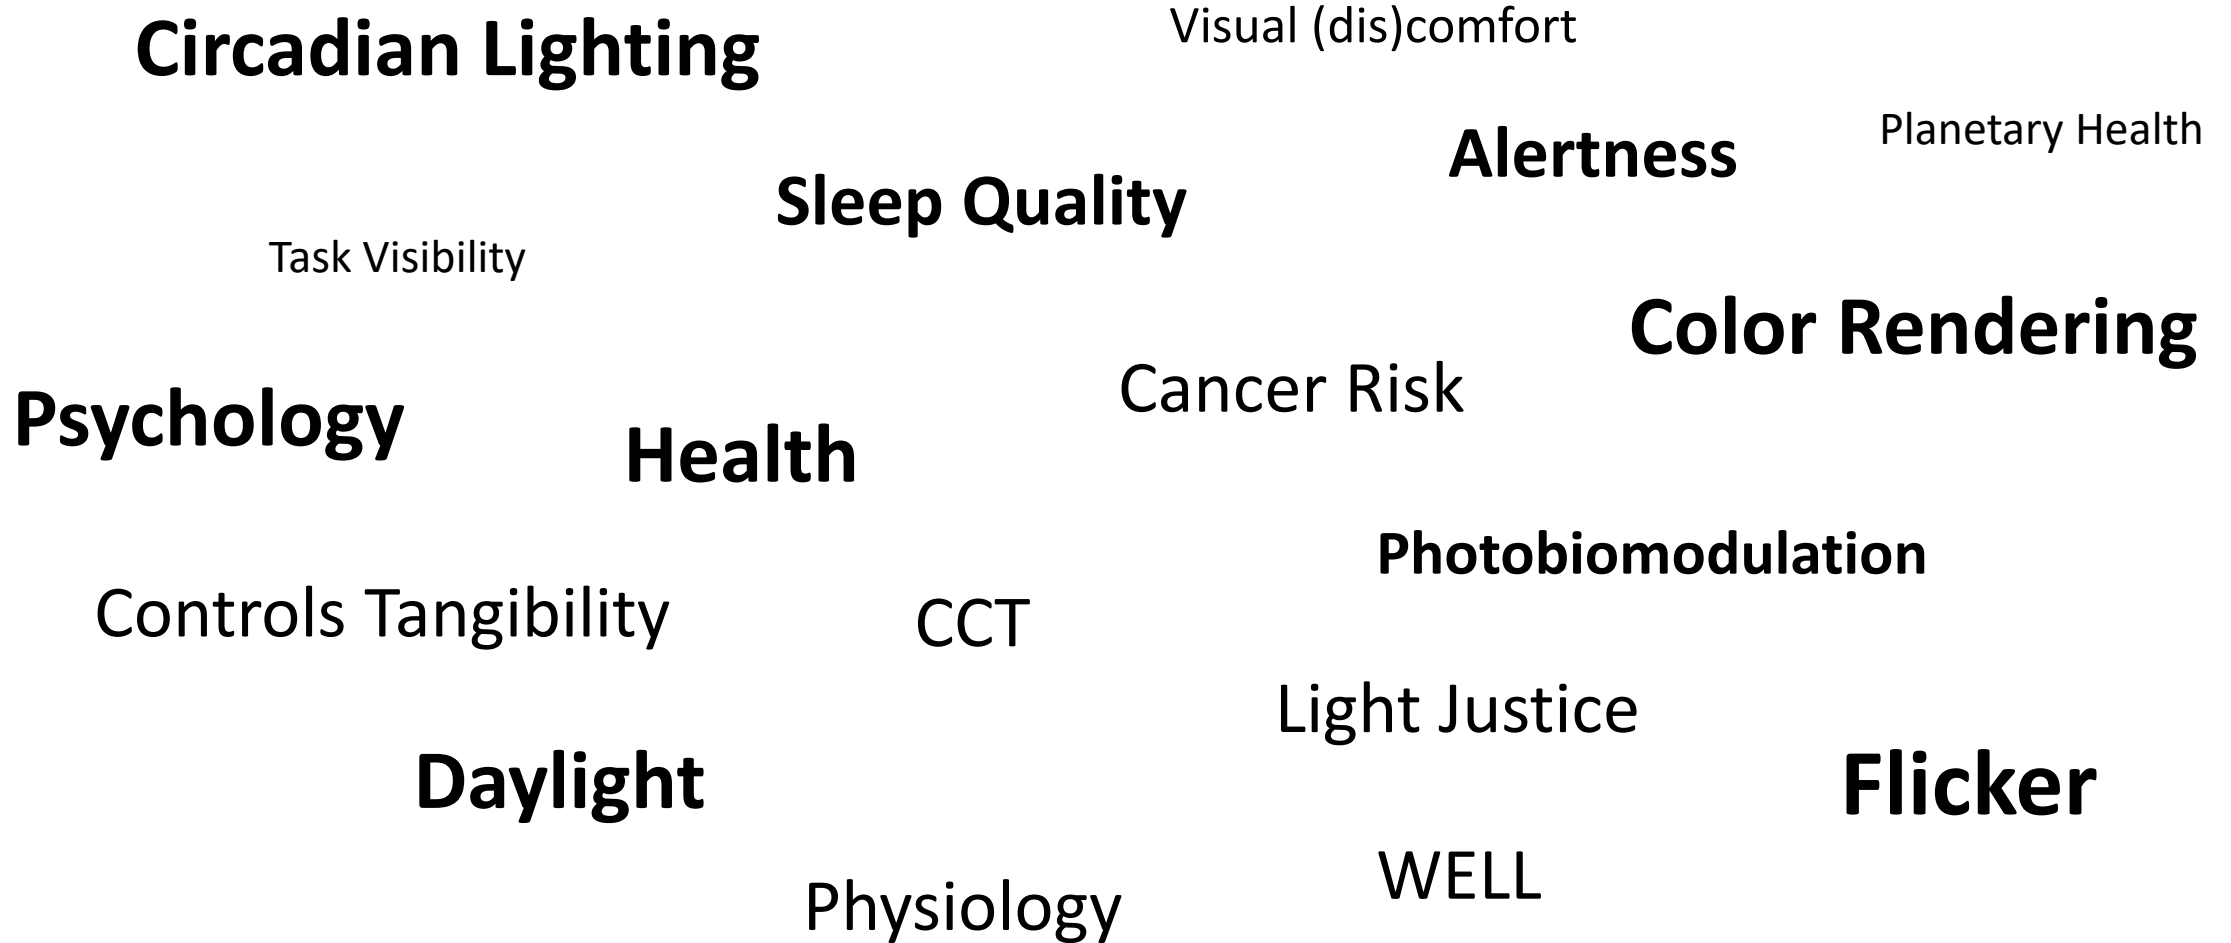 Circadian Lighting
Visual (dis)comfort
Alertness
Planetary Health
Sleep Quality
Task Visibility
Color Rendering
Cancer Risk
Psychology
Health
Photobiomodulation
Controls Tangibility
CCT
Light Justice
Daylight
Flicker
WELL
Physiology